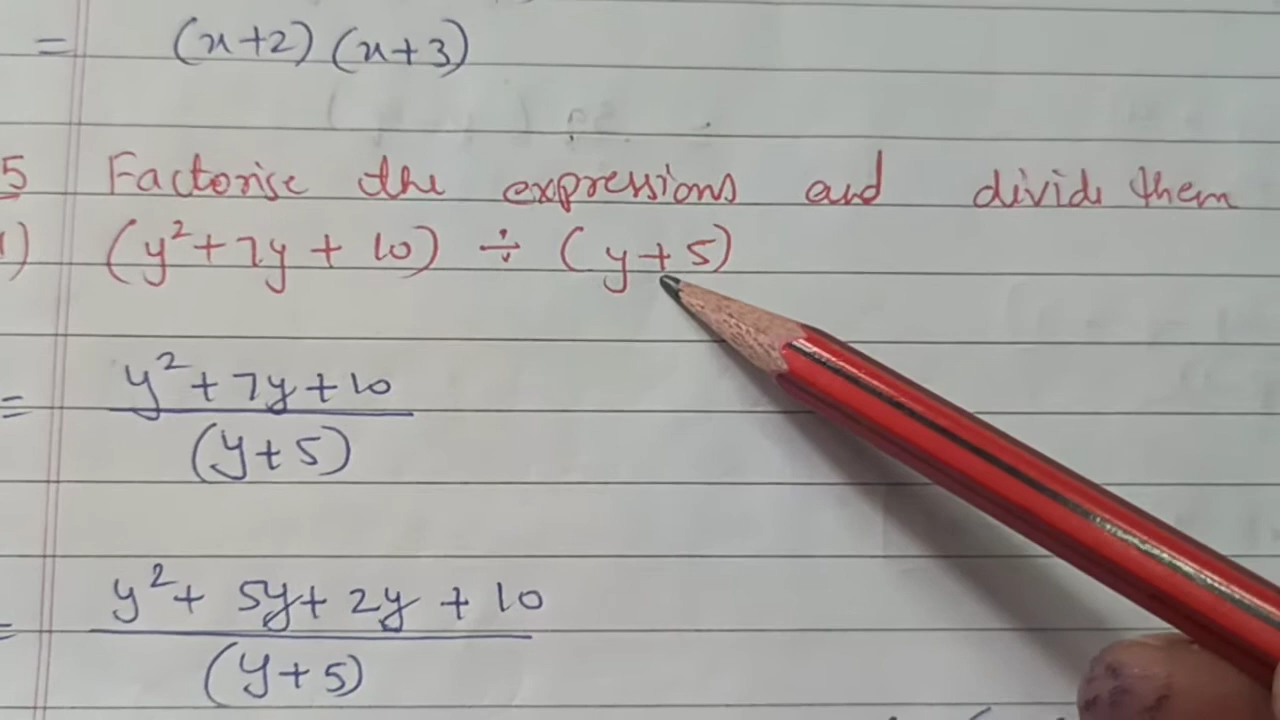 = (x+2) (x+3)
5 Factorise the expressions and divide them
1) (y²+7y+10) ÷ (y+5)
= y²+7y+10
(y+5)
= y²+ 5y+2y+10
(y+5)